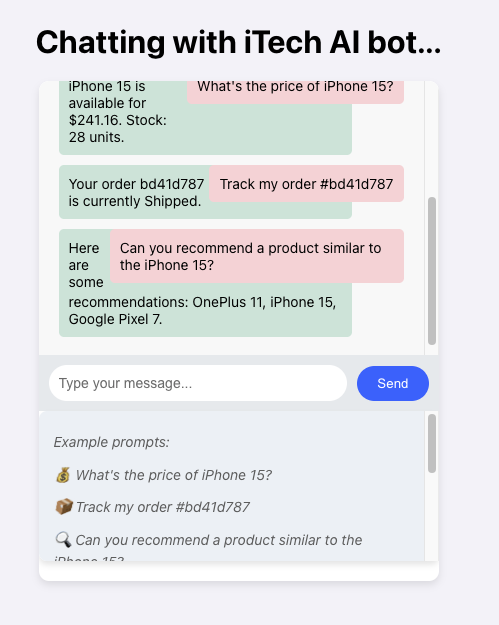 Chatting with iTech AI bot...
What's the price of iPhone 15?
iPhone 15 is
available for
$241.16. Stock:
28 units.
Track my order #bd41d787
Your order bd41d787
is currently Shipped.
Can you recommend a product similar to
the iPhone 15?
Here
are
some
recommendations: OnePlus 11, iPhone 15,
Google Pixel 7.
Type your message...
Send
Example prompts:
💰 What's the price of iPhone 15?
📦 Track my order #bd41d787
🔍 Can you recommend a product similar to the
iPhone 15?